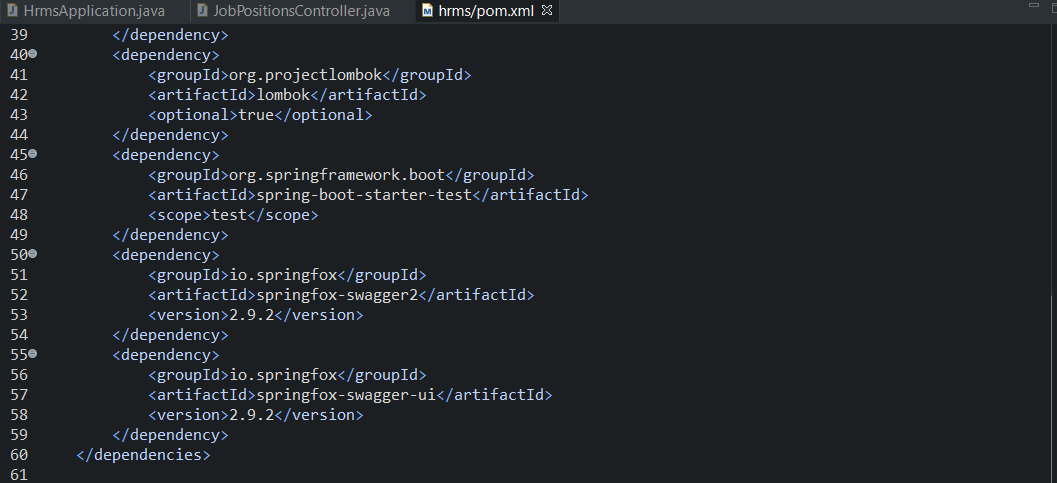 HrmsApplication.java JobPositionsController.java hrms/pom.xml
39 </dependency>
40 <dependency>
41 <groupId>org.projectlombok</groupId>
42 <artifactId>lombok</artifactId>
43 <optional>true</optional>
44 </dependency>
45 <dependency>
46 <groupId>org.springframework.boot</groupId>
47 <artifactId>spring-boot-starter-test</artifactId>
48 <scope>test</scope>
49 </dependency>
50 <dependency>
51 <groupId>io.springfox</groupId>
52 <artifactId>springfox-swagger2</artifactId>
53 <version>2.9.2</version>
54 </dependency>
55 <dependency>
56 <groupId>io.springfox</groupId>
57 <artifactId>springfox-swagger-ui</artifactId>
58 <version>2.9.2</version>
59 </dependency>
60 </dependencies>
61